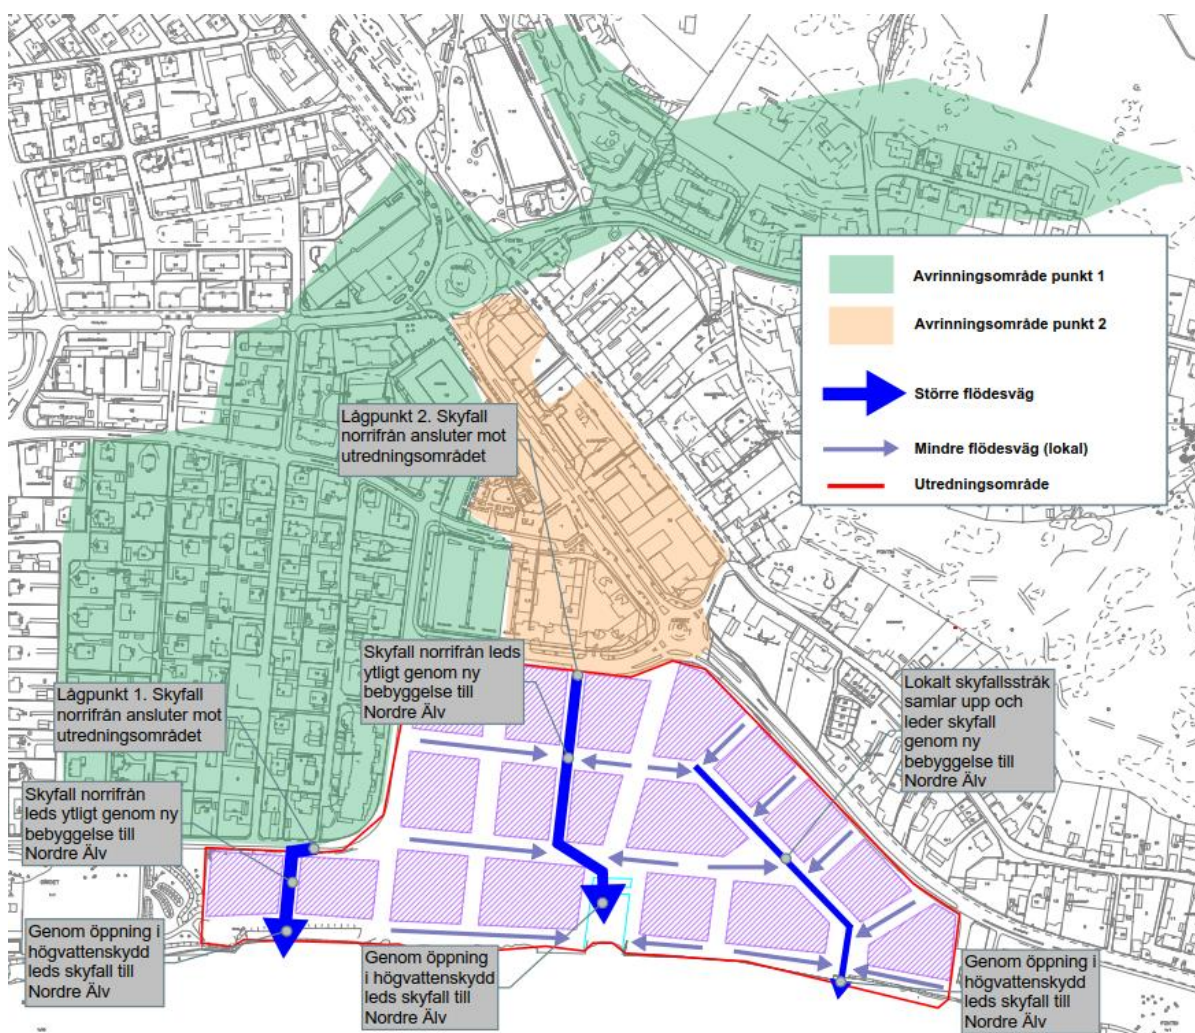 Avrinningsområde punkt 1
Avrinningsområde punkt 2
Större flödesväg
Mindre flödesväg (lokal)
Utredningsområde
Lågpunkt 2. Skyfall
norrifrån ansluter mot
utredningsområdet
Skyfall norrifrån leds
ytligt genom ny
bebyggelse till
Nordre Älv
Lokalt skyfallsstråk
samlar upp och
leder skyfall
genom ny
bebyggelse till
Nordre Älv
Lågpunkt 1. Skyfall
norrifrån ansluter mot
utredningsområdet
Skyfall norrifrån
leds ytligt genom ny
bebyggelse till
Nordre Älv
Genom öppning i
högvattenskydd
leds skyfall till
Nordre Älv
Genom öppning
i högvattenskydd
leds skyfall till
Nordre Älv
Genom öppning i
högvattenskydd
leds skyfall till
Nordre Älv